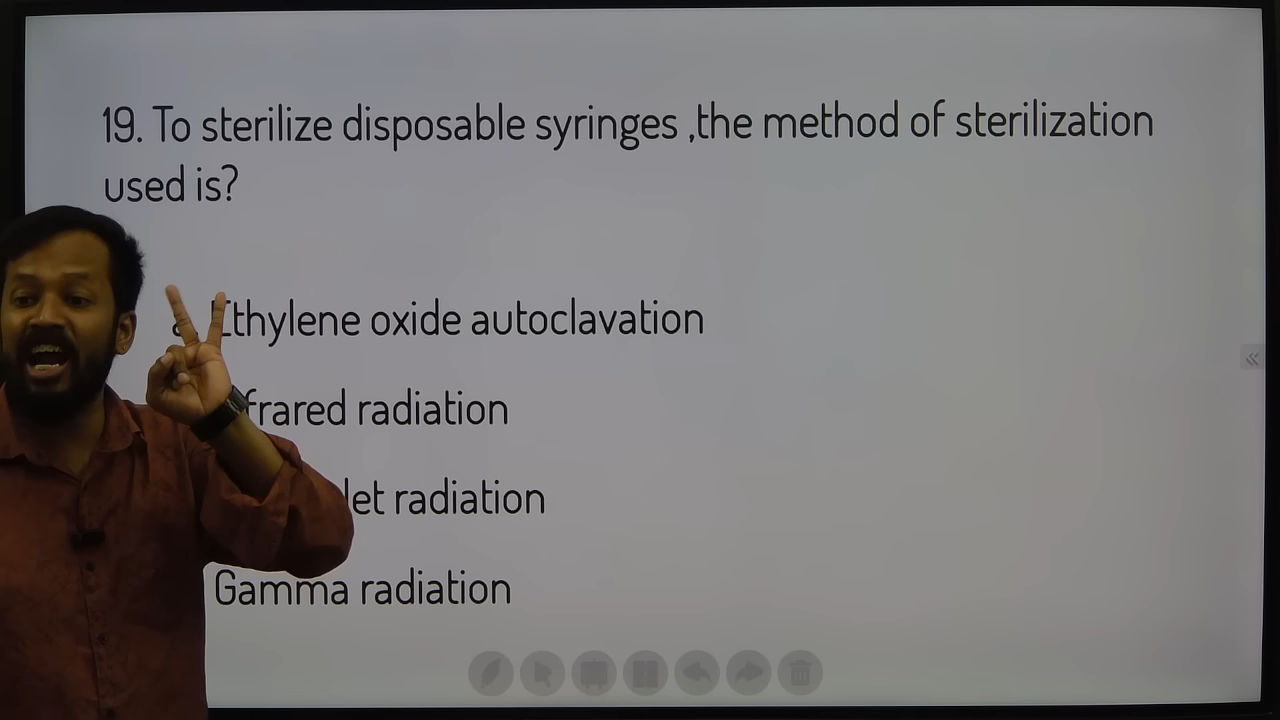 19. To sterilize disposable syringes ,the method of sterilization
used is?
a. Ethylene oxide autoclavation
frared radiation
let radiation
Gamma radiation